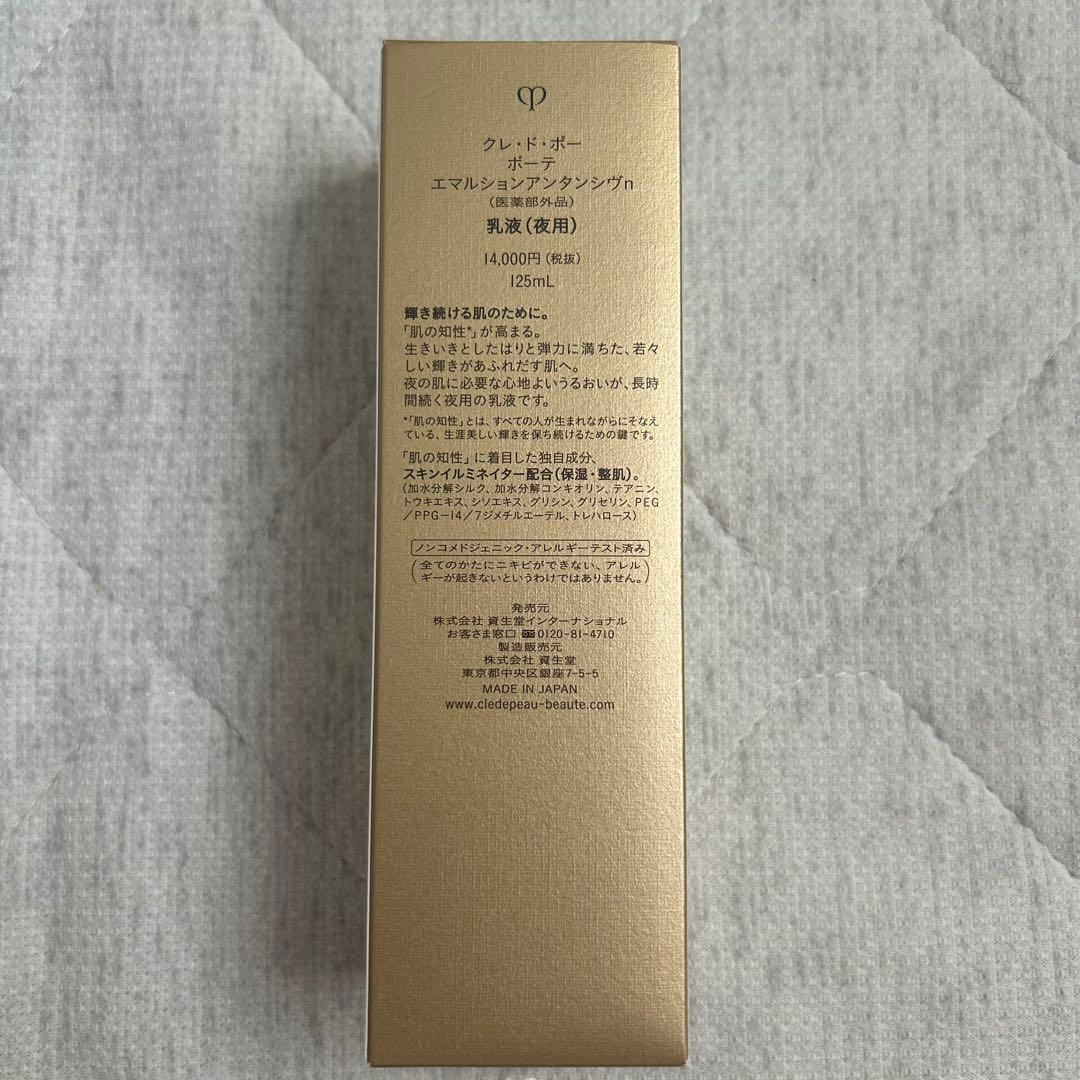 クレ・ド・ポー
ボーテ
エマルションアンタンシヴn
（医薬部外品）
乳液（夜用）
14,000円（税抜）
125mL
輝き続ける肌のために。
「肌の知性*」が高まる。
生きいきとしたはりと弾力に満ちた、若々
しい輝きがあふれだす肌へ。
夜の肌に必要な心地よいうるおいが、長時
間続く夜用の乳液です。
*「肌の知性」とは、すべての人が生まれながらにそなえ
ている、生涯美しい輝きを保ち続けるための鍵です。
「肌の知性」に着目した独自成分、
スキンイルミネイター配合（保湿・整肌）。
（加水分解シルク、加水分解コンキオリン、テアニン、
トウキエキス、シソエキス、グリシン、グリセリン、PEG
／PPG－14／7ジメチルエーテル、トレハロース）
ノンコメドジェニック・アレルギーテスト済み
（全てのかたにニキビができない、アレル
ギーが起きないというわけではありません。）
発売元
株式会社 資生堂インターナショナル
お客さま窓口 0120-81-4710
製造販売元
株式会社 資生堂
東京都中央区銀座7-5-5
MADE IN JAPAN
www.cledepeau-beaute.com